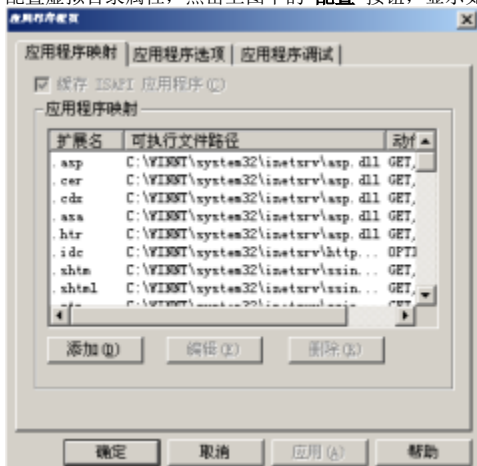 配置虚拟目录属性，点击上图中的"配置"按钮，显示如
应用程序配置
应用程序映射 应用程序选项 应用程序调试
缓存 ISAPI 应用程序(C)
应用程序映射
扩展名 可执行文件路径 动作
.asp C:\WINNT\system32\inetsrv\asp.dll GET,
.cer C:\WINNT\system32\inetsrv\asp.dll GET,
.cdx C:\WINNT\system32\inetsrv\asp.dll GET,
.asa C:\WINNT\system32\inetsrv\asp.dll GET,
.htr C:\WINNT\system32\inetsrv\asp.dll GET,
.idc C:\WINNT\system32\inetsrv\http... OPTI
.shtm C:\WINNT\system32\inetsrv\ssin... GET,
.shtml C:\WINNT\system32\inetsrv\ssin... GET,
添加(D) 编辑(E) 删除(R)
确定 取消 应用(A) 帮助